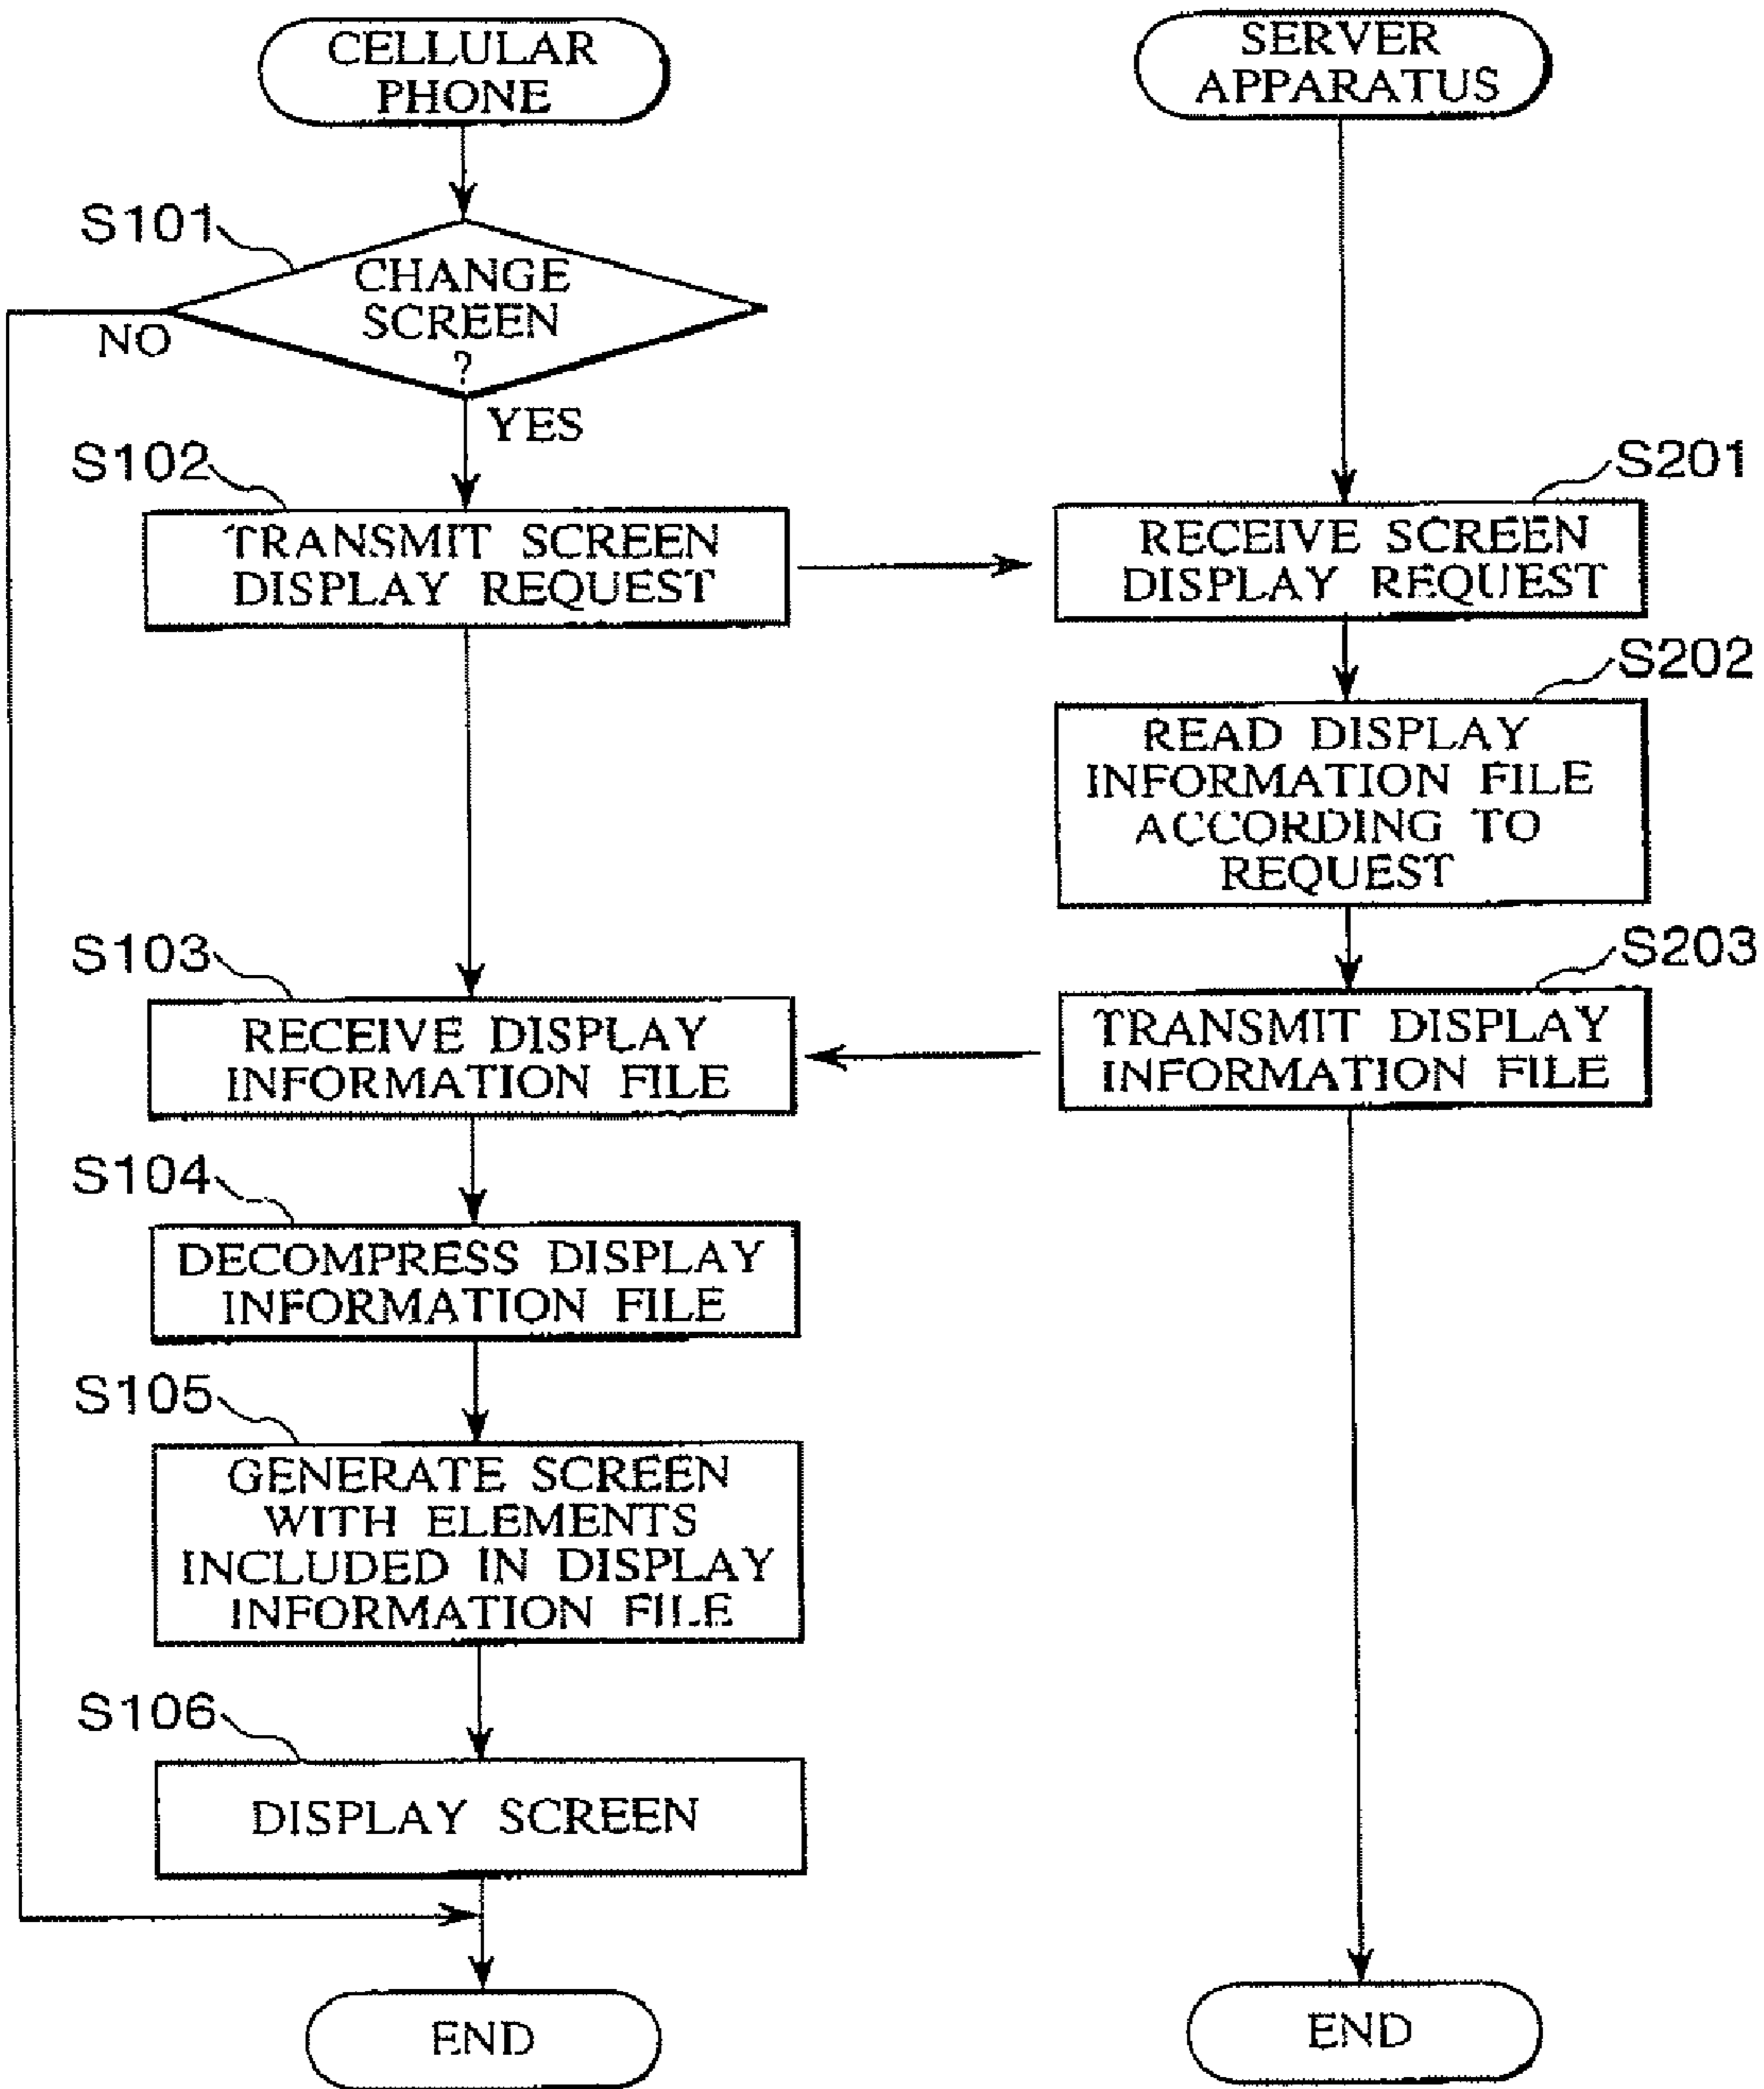 CELLULAR
PHONE
S101
CHANGE
SCREEN
?
NO
YES
S102
TRANSMIT SCREEN
DISPLAY REQUEST
S103
RECEIVE DISPLAY
INFORMATION FILE
S104
DECOMPRESS DISPLAY
INFORMATION FILE
S105
GENERATE SCREEN
WITH ELEMENTS
INCLUDED IN DISPLAY
INFORMATION FILE
S106
DISPLAY SCREEN
END
SERVER
APPARATUS
S201
RECEIVE SCREEN
DISPLAY REQUEST
S202
READ DISPLAY
INFORMATION FILE
ACCORDING TO
REQUEST
S203
TRANSMIT DISPLAY
INFORMATION FILE
END